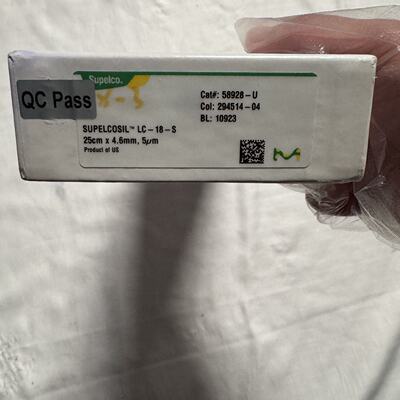 Supelco.
QC Pass
Cat#: 58928-U
Col: 294514-04
BL: 10923
SUPELCOSIL™ LC-18-S
25cm x 4.6mm, 5µm
Product of US